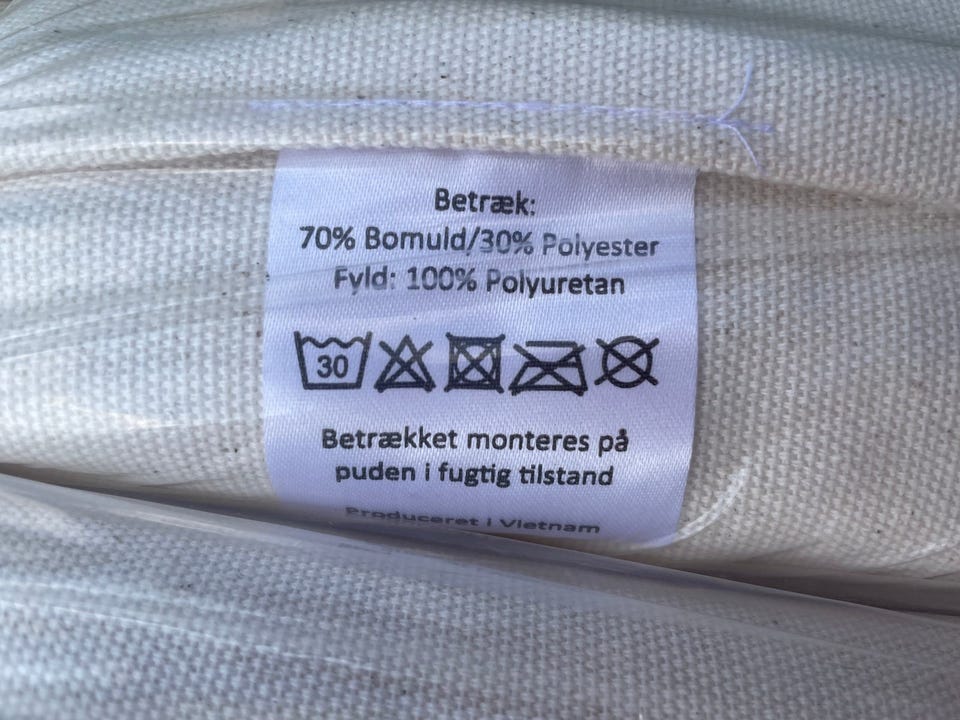 Betræk:
70% Bomuld/30% Polyester
Fyld: 100% Polyuretan
30
Betrækket monteres på
puden i fugtig tilstand
Produceret i Vietnam